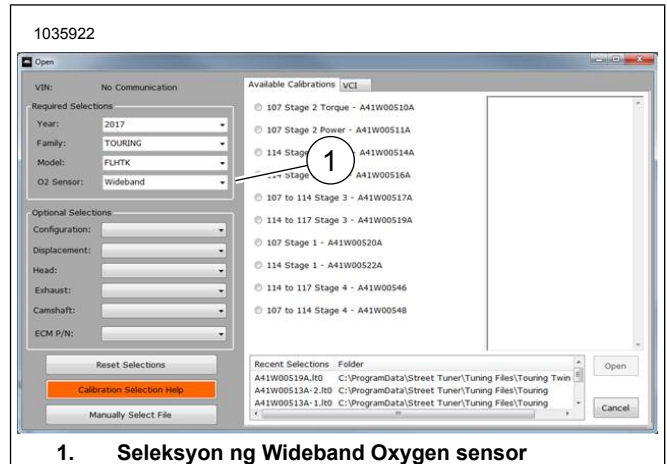 1035922
Open
VIN: No Communication
Required Selections
Year: 2017
Family: TOURING
Model: FLHTK
O2 Sensor: Wideband
Optional Selections
Configuration:
Displacement:
Head:
Exhaust:
Camshaft:
ECM P/N:
Reset Selections
Calibration Selection Help
Manually Select File
Available Calibrations VCI
107 Stage 2 Torque - A41W00510A
107 Stage 2 Power - A41W00511A
114 Stage A41W00514A
Stage A41W00516A
107 to 114 Stage 3 - A41W00517A
114 to 117 Stage 3 - A41W00519A
107 Stage 1 - A41W00520A
114 Stage 1 - A41W00522A
114 to 117 Stage 4 - A41W00546
107 to 114 Stage 4 - A41W00548
1
Recent Selections Folder
A41W00519A.lt0 C:\ProgramData\Street Tuner\Tuning Files\Touring Twin
A41W00513A-2.lt0 C:\ProgramData\Street Tuner\Tuning Files\Touring
A41W00513A-1.lt0 C:\ProgramData\Street Tuner\Tuning Files\Touring
Open
Cancel
1. Seleksyon ng Wideband Oxygen sensor